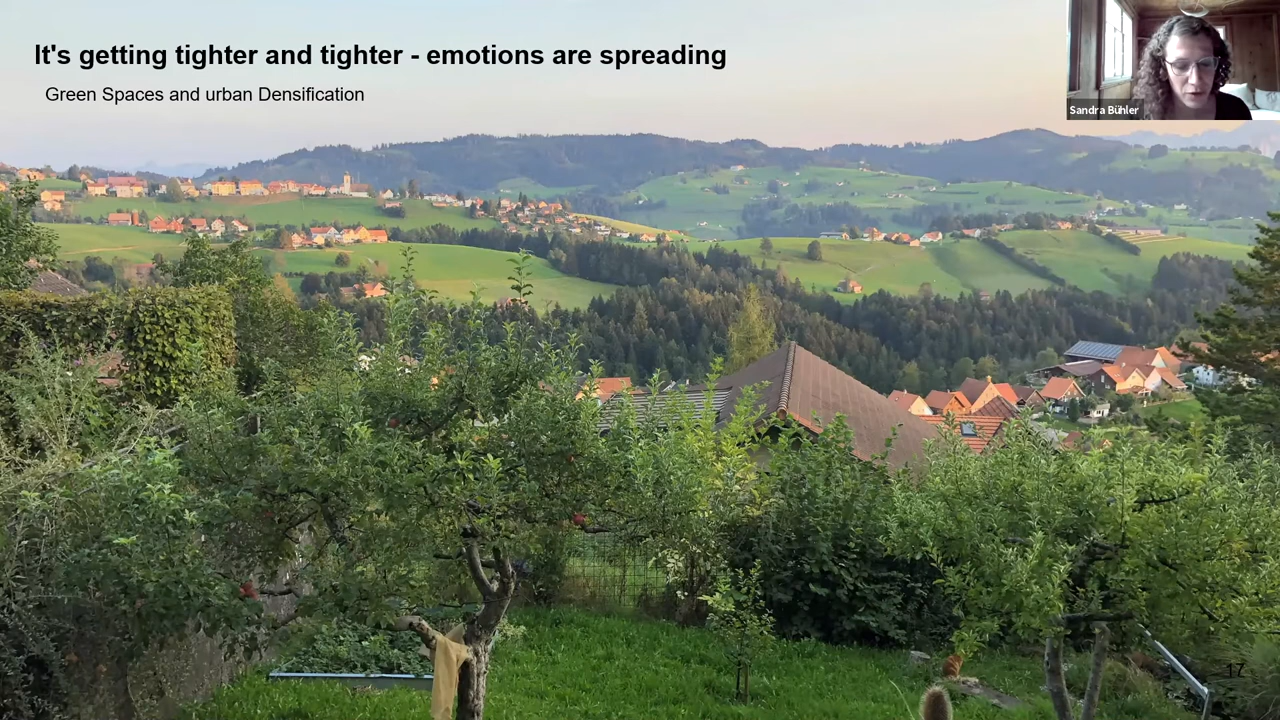 It's getting tighter and tighter - emotions are spreading
Green Spaces and urban Densification
Sandra Bühler
17